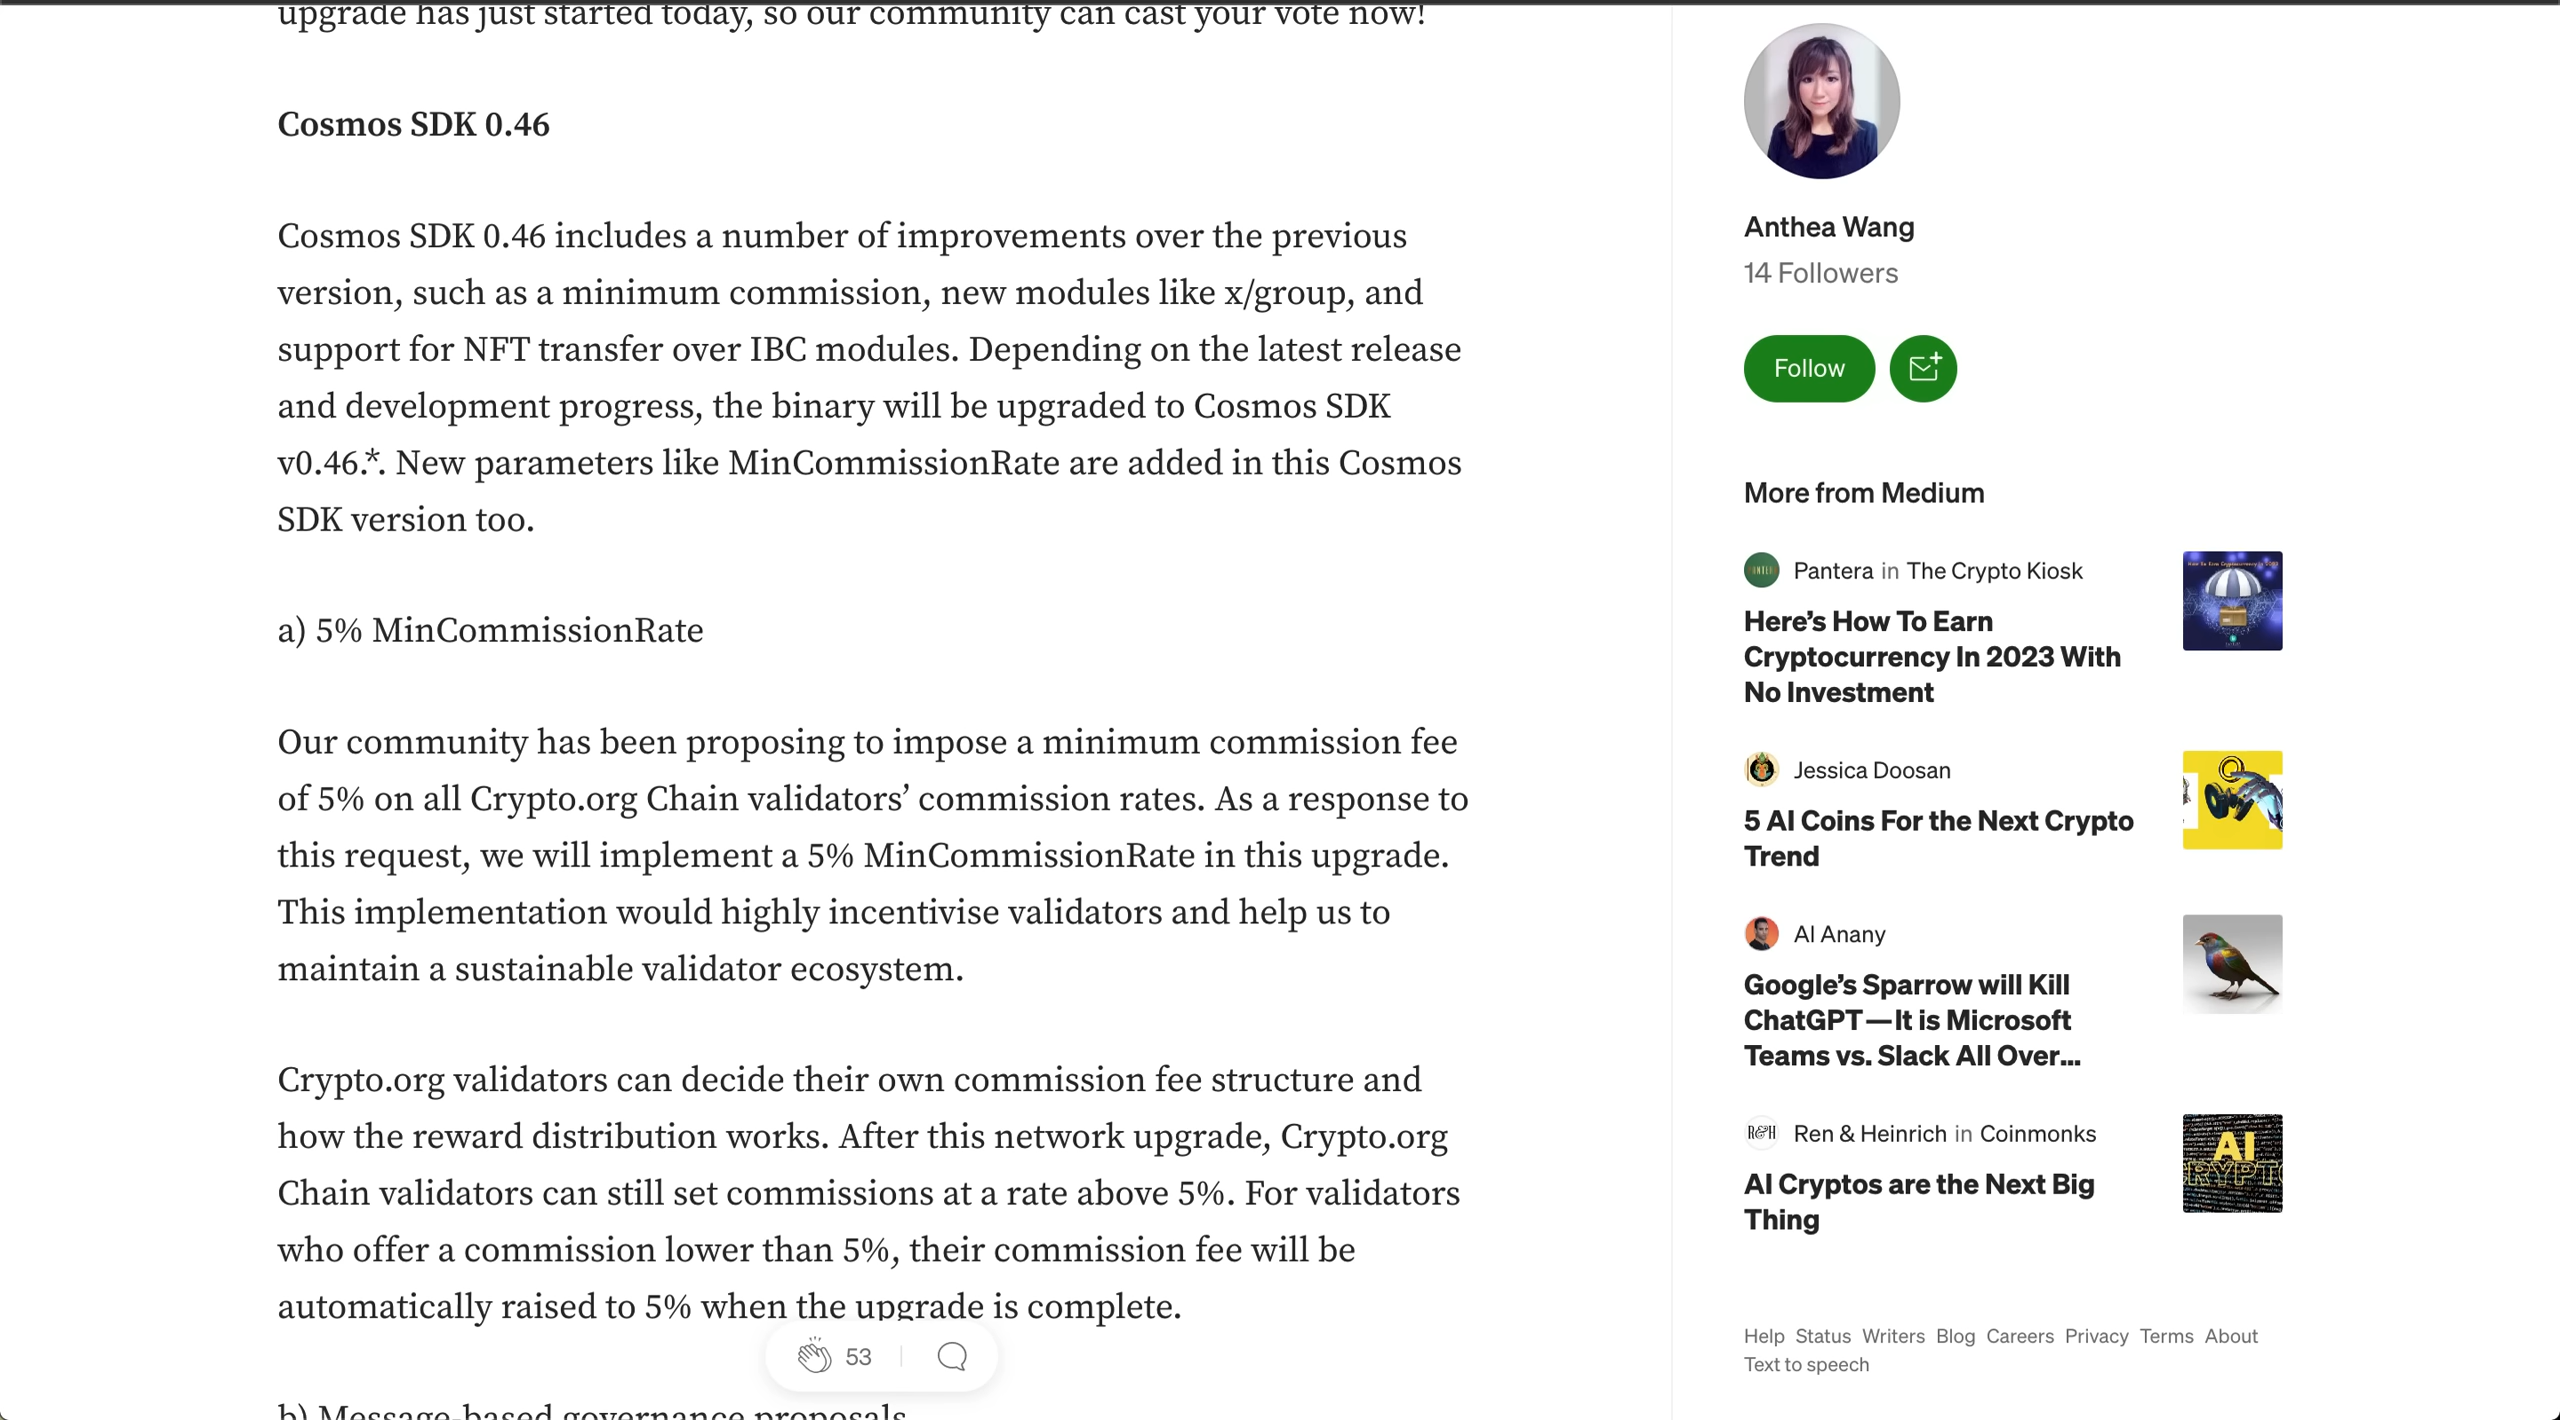 upgrade has just started today, so our community can cast your vote now!
Cosmos SDK 0.46
Cosmos SDK 0.46 includes a number of improvements over the previous
version, such as a minimum commission, new modules like x/group, and
support for NFT transfer over IBC modules. Depending on the latest release
and development progress, the binary will be upgraded to Cosmos SDK
v0.46.*. New parameters like MinCommissionRate are added in this Cosmos
SDK version too.
a) 5% MinCommissionRate
Our community has been proposing to impose a minimum commission fee
of 5% on all Crypto.org Chain validators’ commission rates. As a response to
this request, we will implement a 5% MinCommissionRate in this upgrade.
This implementation would highly incentivise validators and help us to
maintain a sustainable validator ecosystem.
Crypto.org validators can decide their own commission fee structure and
how the reward distribution works. After this network upgrade, Crypto.org
Chain validators can still set commissions at a rate above 5%. For validators
who offer a commission lower than 5%, their commission fee will be
automatically raised to 5% when the upgrade is complete.
53
b) Message-based governance proposals
Anthea Wang
14 Followers
Follow
More from Medium
Pantera in The Crypto Kiosk
Here’s How To Earn
Cryptocurrency In 2023 With
No Investment
Jessica Doosan
5 AI Coins For the Next Crypto
Trend
Al Anany
Google’s Sparrow will Kill
ChatGPT — It is Microsoft
Teams vs. Slack All Over…
R&H
Ren & Heinrich in Coinmonks
AI Cryptos are the Next Big
Thing
AI
Help Status Writers Blog Careers Privacy Terms About
Text to speech